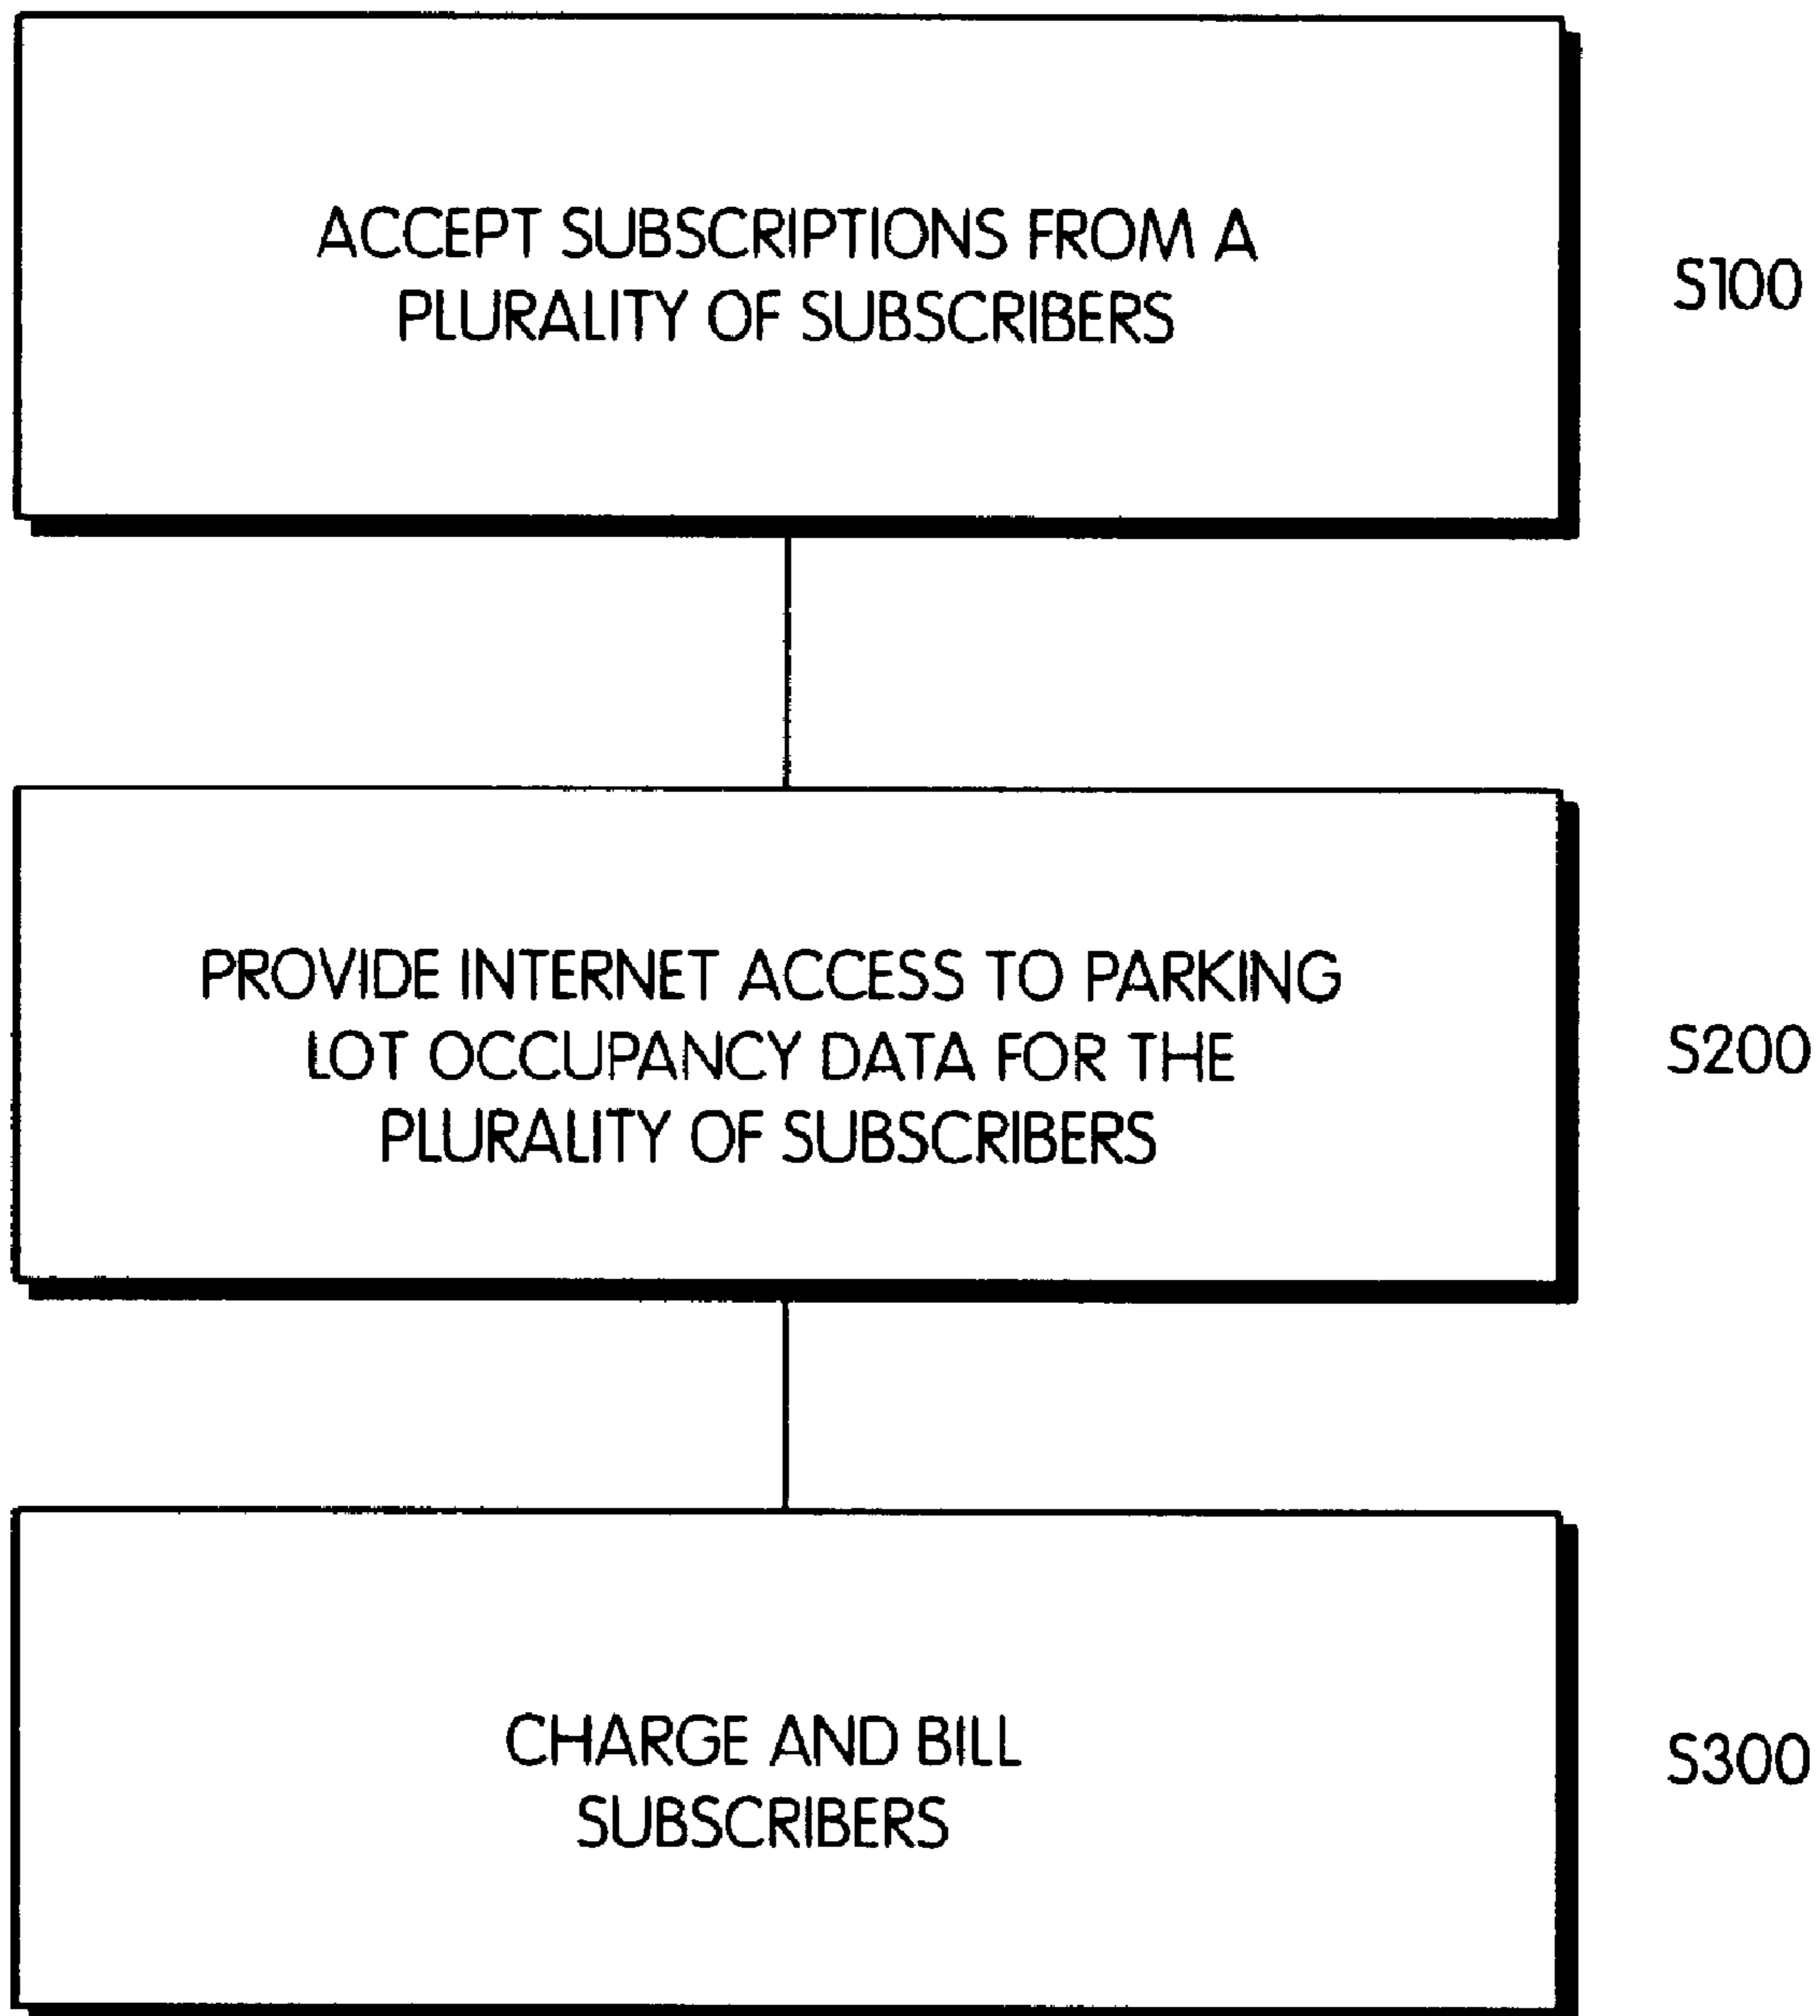 ACCEPT SUBSCRIPTIONS FROM A
PLURALITY OF SUBSCRIBERS
S100
PROVIDE INTERNET ACCESS TO PARKING
LOT OCCUPANCY DATA FOR THE
PLURALITY OF SUBSCRIBERS
S200
CHARGE AND BILL
SUBSCRIBERS
S300